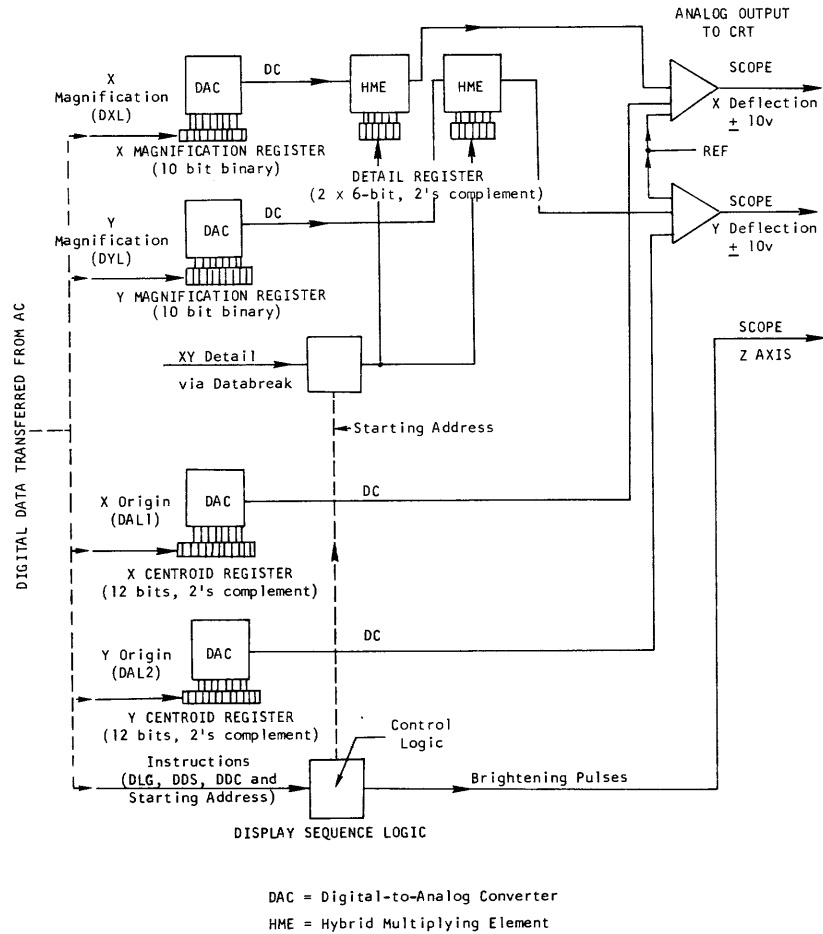 ANALOG OUTPUT
TO CRT
X
Magnification
(DXL)
DAC
DC
HME
HME
SCOPE
X Deflection
± 10v
X MAGNIFICATION REGISTER
(10 bit binary)
DETAIL REGISTER
(2 x 6-bit, 2's complement)
REF
Y
Magnification
(DYL)
DAC
DC
SCOPE
Y Deflection
± 10v
Y MAGNIFICATION REGISTER
(10 bit binary)
DIGITAL DATA TRANSFERRED FROM AC
XY Detail
via Databreak
SCOPE
Z AXIS
Starting Address
X Origin
(DAL1)
DAC
DC
X CENTROID REGISTER
(12 bits, 2's complement)
Y Origin
(DAL2)
DAC
DC
Y CENTROID REGISTER
(12 bits, 2's complement)
Control
Logic
Instructions
(DLG, DDS, DDC and
Starting Address)
Brightening Pulses
DISPLAY SEQUENCE LOGIC
DAC = Digital-to-Analog Converter
HME = Hybrid Multiplying Element